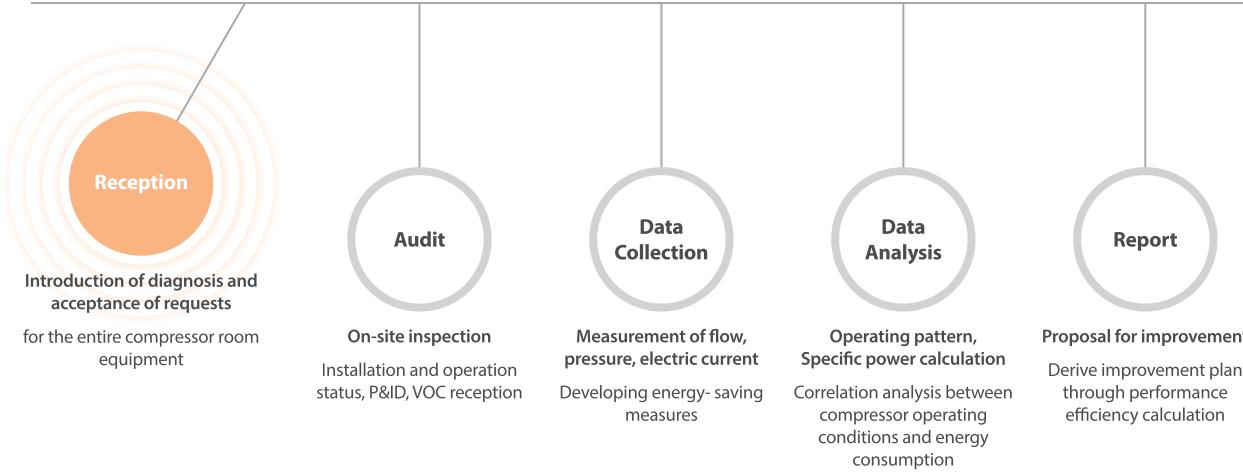 Reception
Introduction of diagnosis and
acceptance of requests
for the entire compressor room
equipment
Audit
On-site inspection
Installation and operation
status, P&ID, VOC reception
Data
Collection
Measurement of flow,
pressure, electric current
Developing energy- saving
measures
Data
Analysis
Operating pattern,
Specific power calculation
Correlation analysis between
compressor operating
conditions and energy
consumption
Report
Proposal for improvement
Derive improvement plan
through performance
efficiency calculation